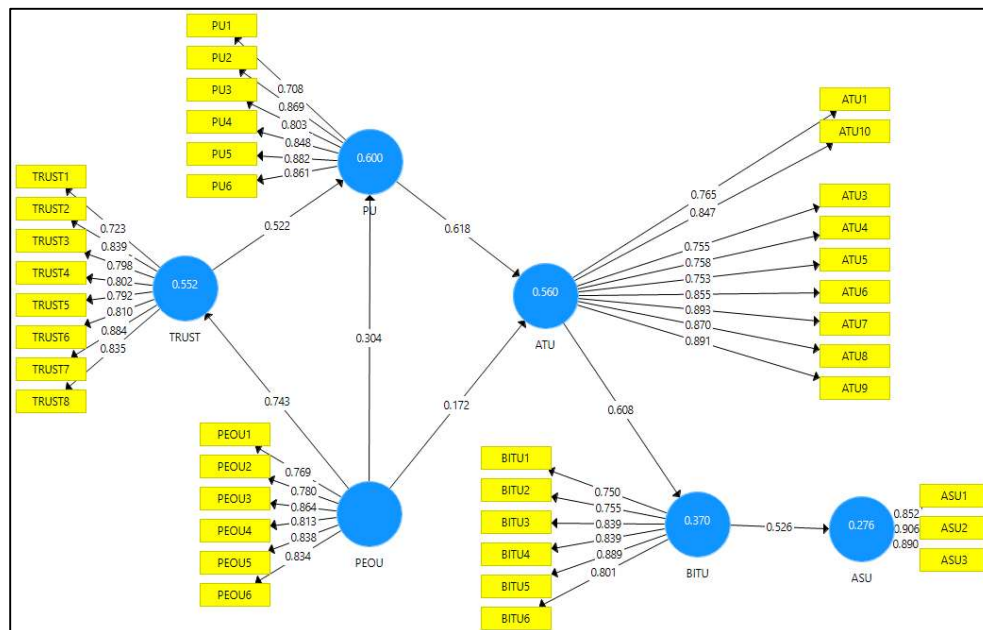 PU1
PU2
PU3
PU4
PU5
PU6
0.708
0.869
0.803
0.848
0.882
0.861
0.600
PU
TRUST1
TRUST2
TRUST3
TRUST4
TRUST5
TRUST6
TRUST7
TRUST8
0.723
0.839
0.798
0.802
0.792
0.810
0.884
0.835
0.552
TRUST
0.522
0.304
0.743
0.618
0.172
PEOU1
PEOU2
PEOU3
PEOU4
PEOU5
PEOU6
0.769
0.780
0.864
0.813
0.838
0.834
PEOU
0.560
ATU
0.765
0.847
0.755
0.758
0.753
0.855
0.893
0.870
0.891
ATU1
ATU10
ATU3
ATU4
ATU5
ATU6
ATU7
ATU8
ATU9
0.608
BITU1
BITU2
BITU3
BITU4
BITU5
BITU6
0.750
0.755
0.839
0.839
0.889
0.801
0.370
BITU
0.526
0.276
ASU
0.852
0.906
0.890
ASU1
ASU2
ASU3